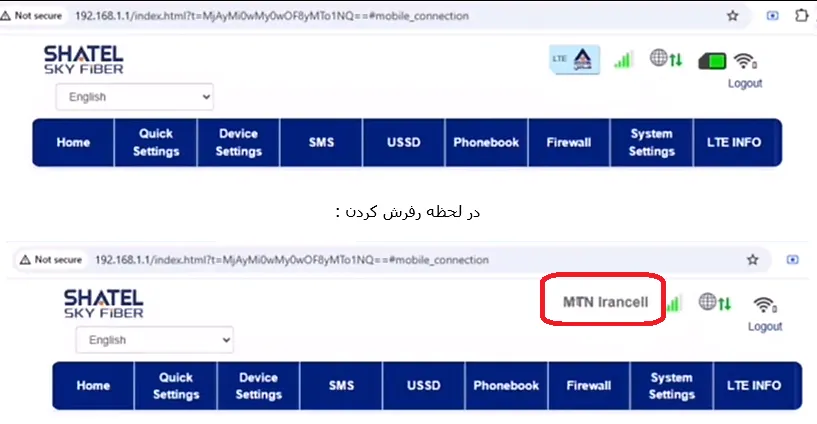 Not secure 192.168.1.1/index.html?t=MjAyMi0wMy0wOF8yMTo1NQ==#mobile_connection
SHATEL
SKY FiBER
LTE
Logout
English
Home Quick Settings Device Settings SMS USSD Phonebook Firewall System Settings LTE INFO
در لحظه رفرش کردن :
Not secure 192.168.1.1/index.html?t=MjAyMi0wMy0wOF8yMTo1NQ==#mobile_connection
SHATEL
SKY FiBER
MTN Irancell
Logout
English
Home Quick Settings Device Settings SMS USSD Phonebook Firewall System Settings LTE INFO